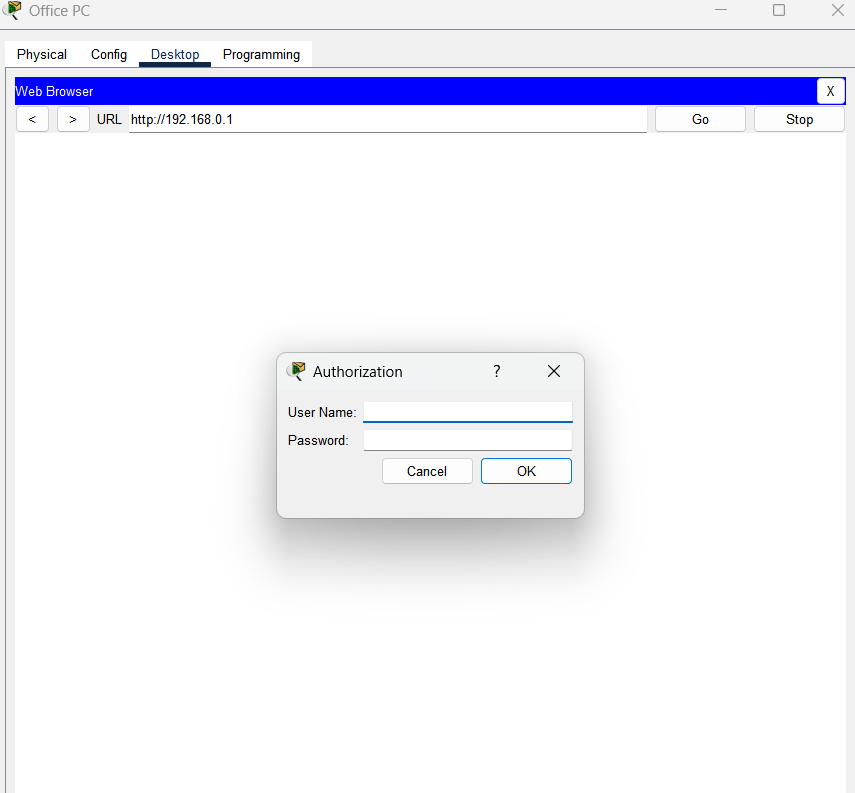 Office PC
Physical Config Desktop Programming
Web Browser X
< > URL http://192.168.0.1 Go Stop
Authorization ?
User Name:
Password:
Cancel OK